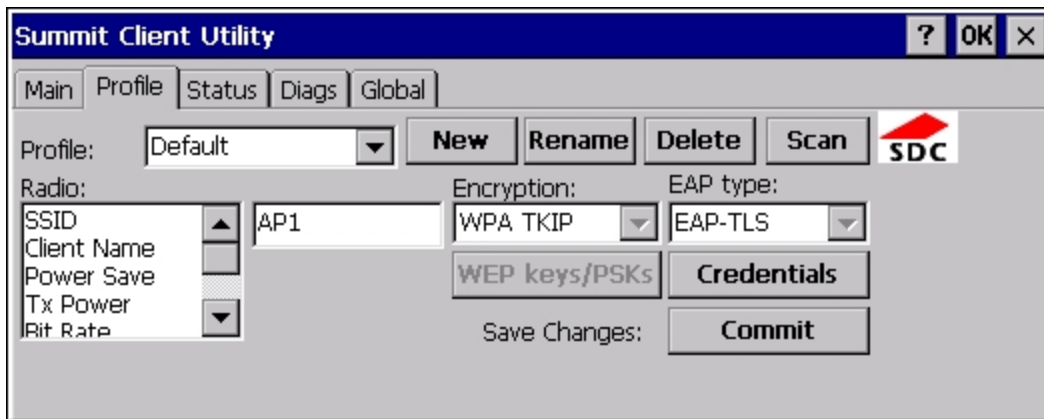 Summit Client Utility ? OK ×
Main Profile Status Diags Global
Profile: Default New Rename Delete Scan SDC
Radio: Encryption: EAP type:
SSID AP1 WPA TKIP EAP-TLS
Client Name
Power Save WEP keys/PSKs Credentials
Tx Power
Bit Rate Save Changes: Commit